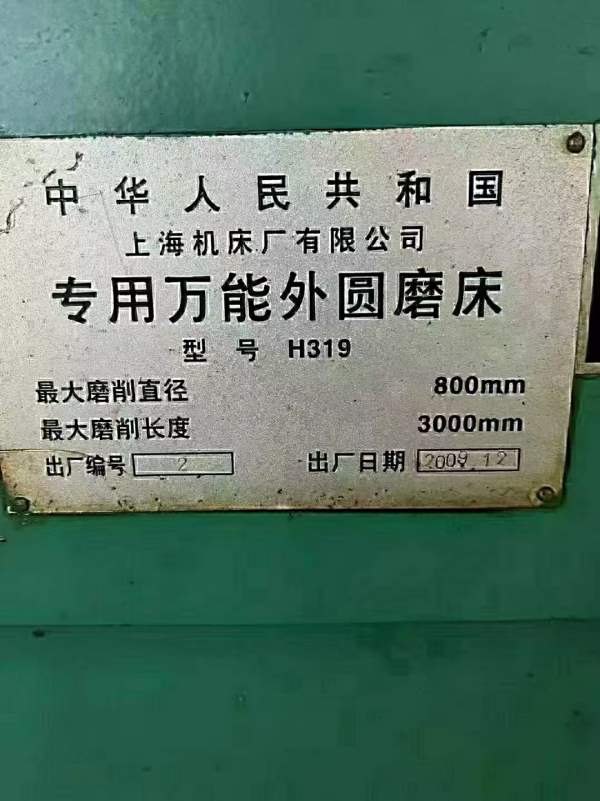 中华人民共和国
上海机床厂有限公司
专用万能外圆磨床
型号 H319
最大磨削直径 800mm
最大磨削长度 3000mm
出厂编号 2 出厂日期 2009.12